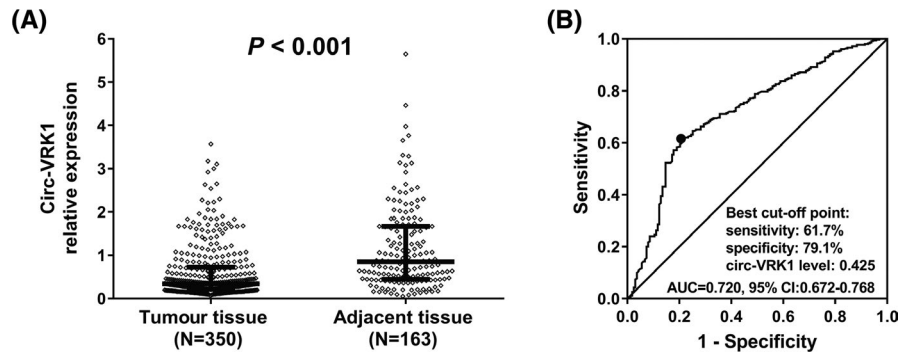 (A)
P < 0.001
Circ-VRK1
relative expression
6
5
4
3
2
1
0
Tumour tissue
(N=350)
Adjacent tissue
(N=163)
(B)
Sensitivity
1.0
0.8
0.6
0.4
0.2
0.0
Best cut-off point:
sensitivity: 61.7%
specificity: 79.1%
circ-VRK1 level: 0.425
AUC=0.720, 95% CI:0.672-0.768
0.0 0.2 0.4 0.6 0.8 1.0
1 - Specificity